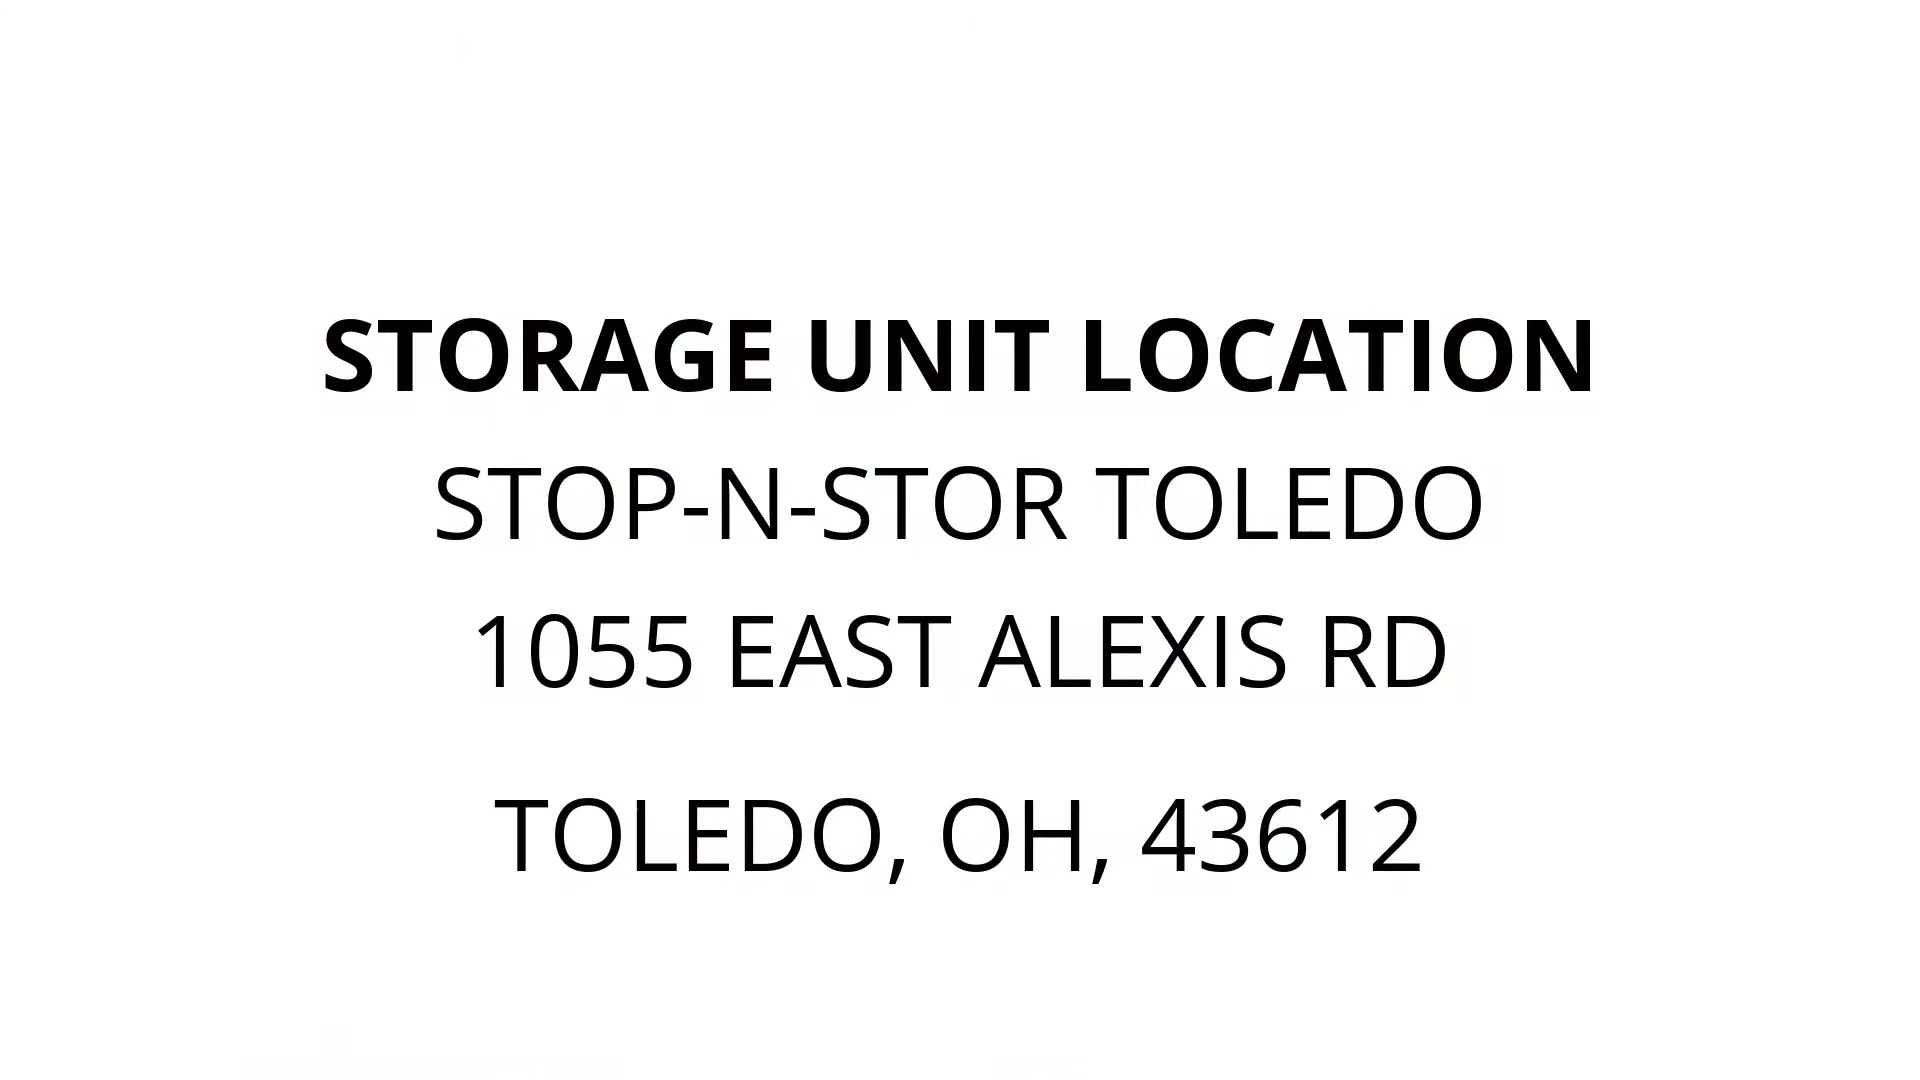 STORAGE UNIT LOCATION
STOP-N-STOR TOLEDO
1055 EAST ALEXIS RD
TOLEDO, OH, 43612